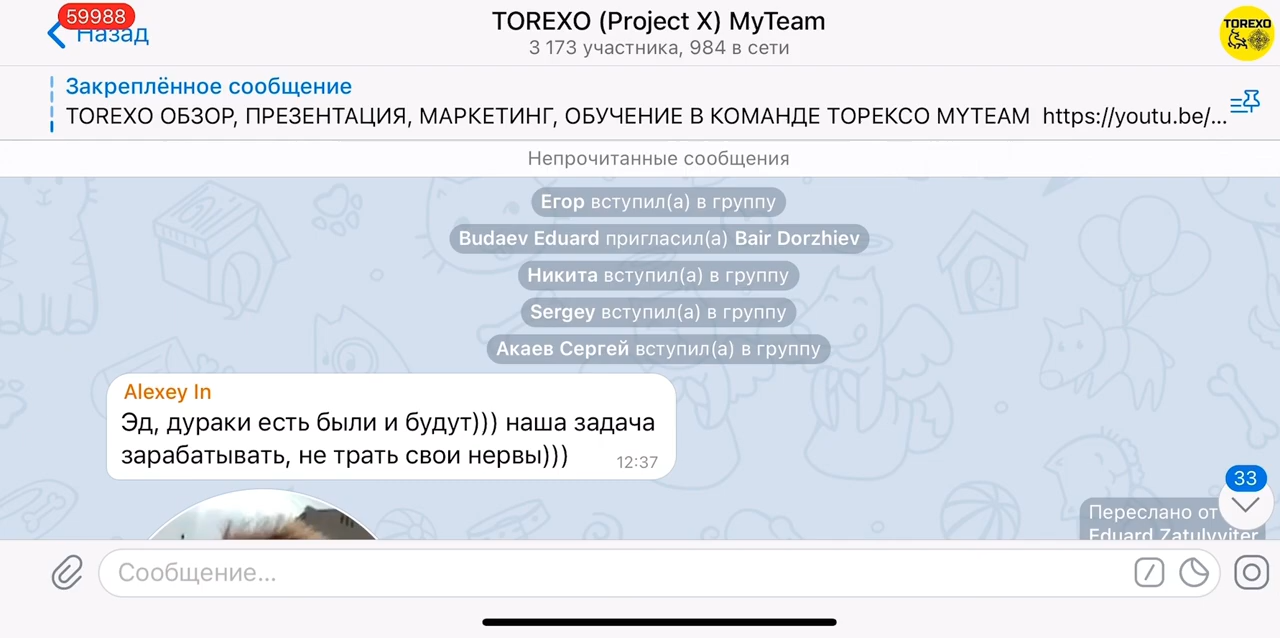 59988
Назад
TOREXO (Project X) MyTeam
3 173 участника, 984 в сети
TOREXO
Закреплённое сообщение
TOREXO ОБЗОР, ПРЕЗЕНТАЦИЯ, МАРКЕТИНГ, ОБУЧЕНИЕ В КОМАНДЕ ТОРЕКСО MYTEAM https://youtu.be/...
Непрочитанные сообщения
Егор вступил(а) в группу
Budaev Eduard пригласил(а) Bair Dorzhiev
Никита вступил(а) в группу
Sergey вступил(а) в группу
Акаев Сергей вступил(а) в группу
Alexey In
Эд, дураки есть были и будут))) наша задача
зарабатывать, не трать свои нервы)))
12:37
33
Переслано от
Eduard Zatulyviter
Сообщение...